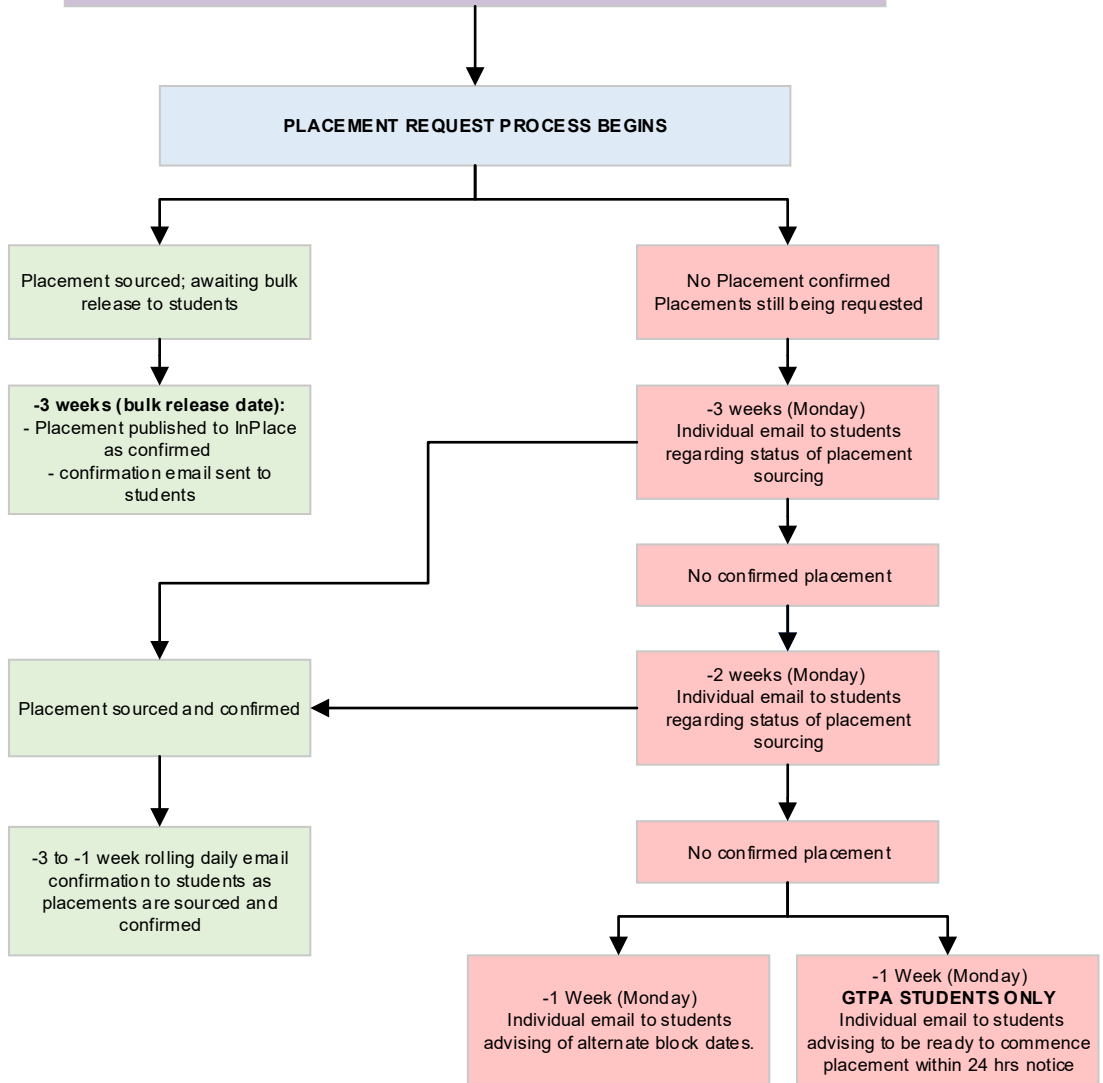 PLACEMENT REQUEST PROCESS BEGINS
Placement sourced; awaiting bulk
release to students
No Placement confirmed
Placements still being requested
-3 weeks (bulk release date):
- Placement published to InPlace
as confirmed
- confirmation email sent to
students
-3 weeks (Monday)
Individual email to students
regarding status of placement
sourcing
No confirmed placement
-2 weeks (Monday)
Individual email to students
regarding status of placement
sourcing
Placement sourced and confirmed
-3 to -1 week rolling daily email
confirmation to students as
placements are sourced and
confirmed
No confirmed placement
-1 Week (Monday)
Individual email to students
advising of alternate block dates.
-1 Week (Monday)
GTPA STUDENTS ONLY
Individual email to students
advising to be ready to commence
placement within 24 hrs notice